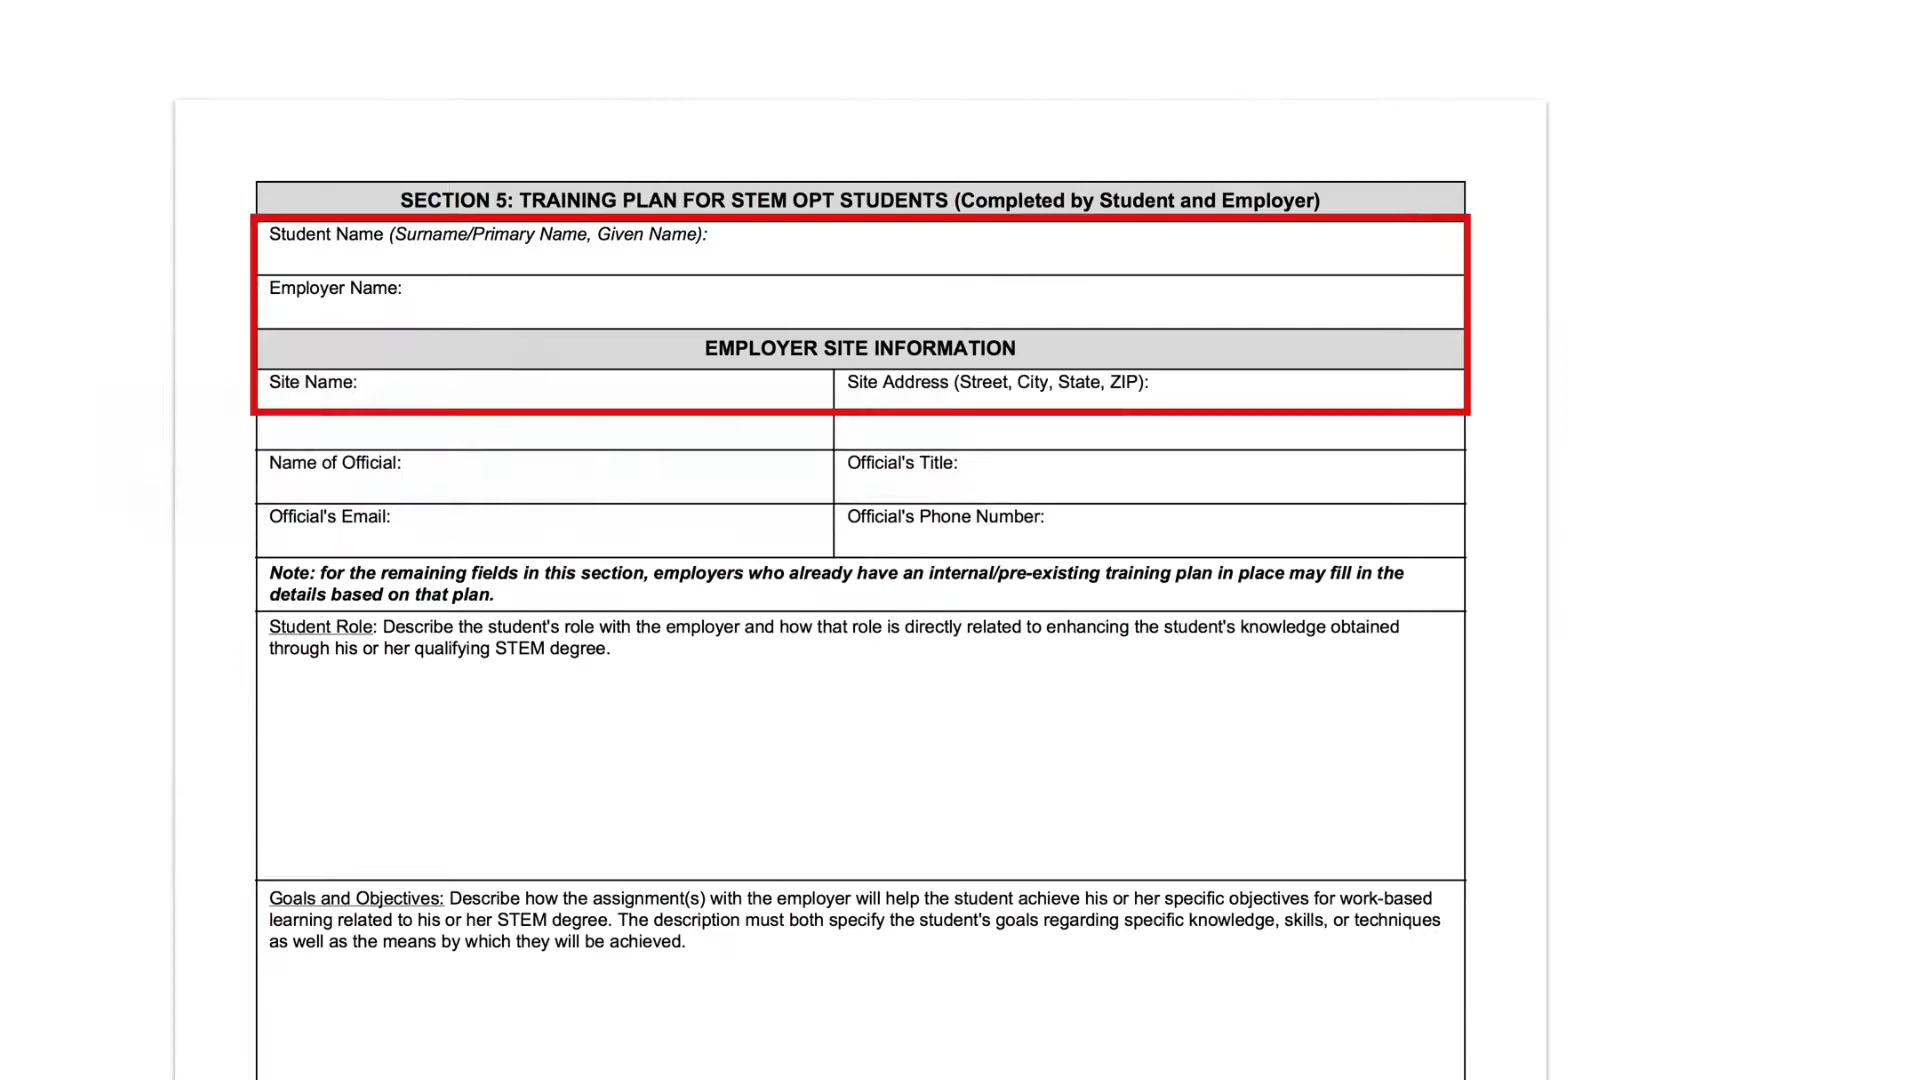 SECTION 5: TRAINING PLAN FOR STEM OPT STUDENTS (Completed by Student and Employer)
Student Name (Surname/Primary Name, Given Name):
Employer Name:
EMPLOYER SITE INFORMATION
Site Name:
Site Address (Street, City, State, ZIP):
Name of Official:
Official's Title:
Official's Email:
Official's Phone Number:
Note: for the remaining fields in this section, employers who already have an internal/pre-existing training plan in place may fill in the
details based on that plan.
Student Role: Describe the student's role with the employer and how that role is directly related to enhancing the student's knowledge obtained
through his or her qualifying STEM degree.
Goals and Objectives: Describe how the assignment(s) with the employer will help the student achieve his or her specific objectives for work-based
learning related to his or her STEM degree. The description must both specify the student's goals regarding specific knowledge, skills, or techniques
as well as the means by which they will be achieved.